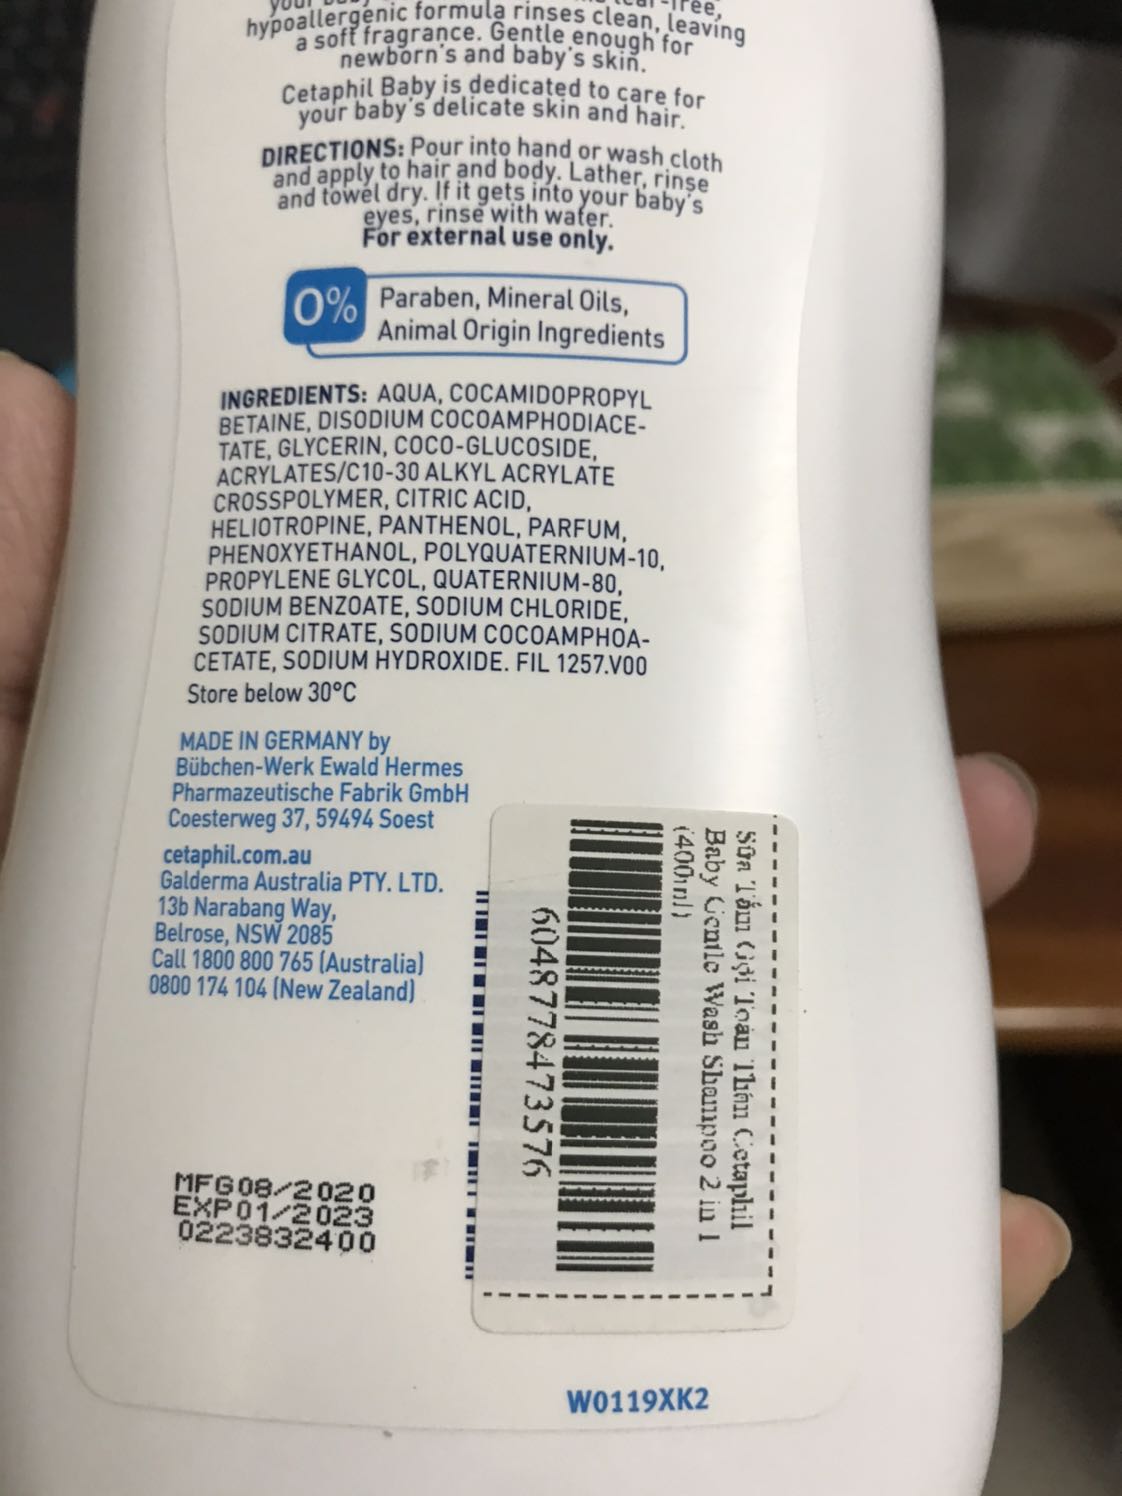 hypoallergenic formula rinses clean, leaving
a soft fragrance. Gentle enough for
newborn's and baby's skin.
Cetaphil Baby is dedicated to care for
your baby's delicate skin and hair.
DIRECTIONS: Pour into hand or wash cloth
and apply to hair and body. Lather, rinse
and towel dry. If it gets into your baby's
eyes, rinse with water.
For external use only.
0%
Paraben, Mineral Oils,
Animal Origin Ingredients
INGREDIENTS: AQUA, COCAMIDOPROPYL
BETAINE, DISODIUM COCOAMPHODIACE-
TATE, GLYCERIN, COCO-GLUCOSIDE,
ACRYLATES/C10-30 ALKYL ACRYLATE
CROSSPOLYMER, CITRIC ACID,
HELIOTROPINE, PANTHENOL, PARFUM,
PHENOXYETHANOL, POLYQUATERNIUM-10,
PROPYLENE GLYCOL, QUATERNIUM-80,
SODIUM BENZOATE, SODIUM CHLORIDE,
SODIUM CITRATE, SODIUM COCOAMPHOA-
CETATE, SODIUM HYDROXIDE. FIL 1257.V00
Store below 30°C
MADE IN GERMANY by
Bübchen-Werk Ewald Hermes
Pharmazeutische Fabrik GmbH
Coesterweg 37, 59494 Soest
cetaphil.com.au
Galderma Australia PTY. LTD.
13b Narabang Way,
Belrose, NSW 2085
Call 1800 800 765 (Australia)
0800 174 104 (New Zealand)
Sữa Tắm Gội Toàn Thân Cetaphil
Baby Gentle Wash Shampoo 2 in 1
(400ml)
6048778473576
MFG08/2020
EXP01/2023
0223832400
W0119XK2